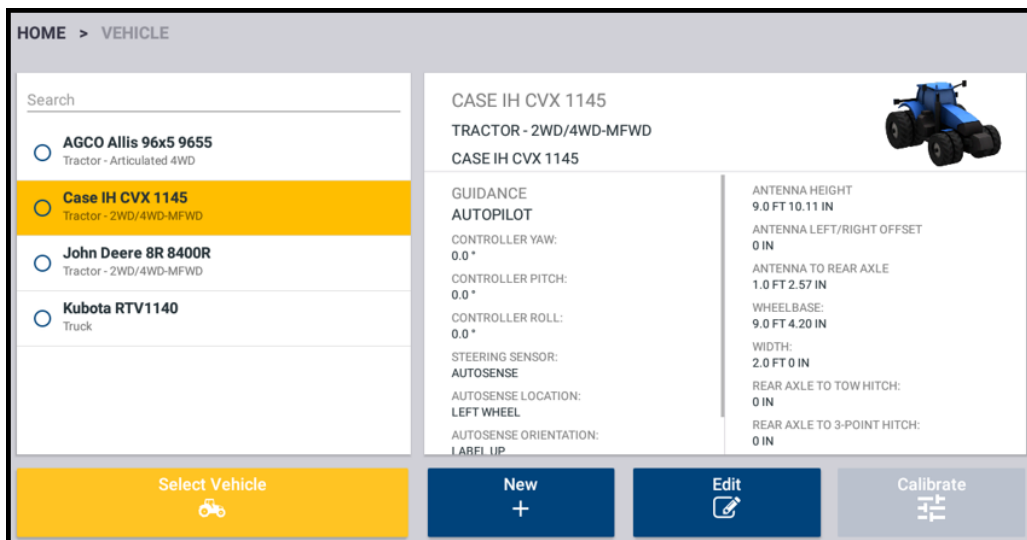 HOME > VEHICLE
Search
AGCO Allis 96x5 9655
Tractor - Articulated 4WD
Case IH CVX 1145
Tractor - 2WD/4WD-MFWD
John Deere 8R 8400R
Tractor - 2WD/4WD-MFWD
Kubota RTV1140
Truck
CASE IH CVX 1145
TRACTOR - 2WD/4WD-MFWD
CASE IH CVX 1145
GUIDANCE
AUTOPILOT
CONTROLLER YAW:
0.0 °
CONTROLLER PITCH:
0.0 °
CONTROLLER ROLL:
0.0 °
STEERING SENSOR:
AUTOSENSE
AUTOSENSE LOCATION:
LEFT WHEEL
AUTOSENSE ORIENTATION:
LABEL UP
ANTENNA HEIGHT
9.0 FT 10.11 IN
ANTENNA LEFT/RIGHT OFFSET
0 IN
ANTENNA TO REAR AXLE
1.0 FT 2.57 IN
WHEELBASE:
9.0 FT 4.20 IN
WIDTH:
2.0 FT 0 IN
REAR AXLE TO TOW HITCH:
0 IN
REAR AXLE TO 3-POINT HITCH:
0 IN
Select Vehicle
New
Edit
Calibrate